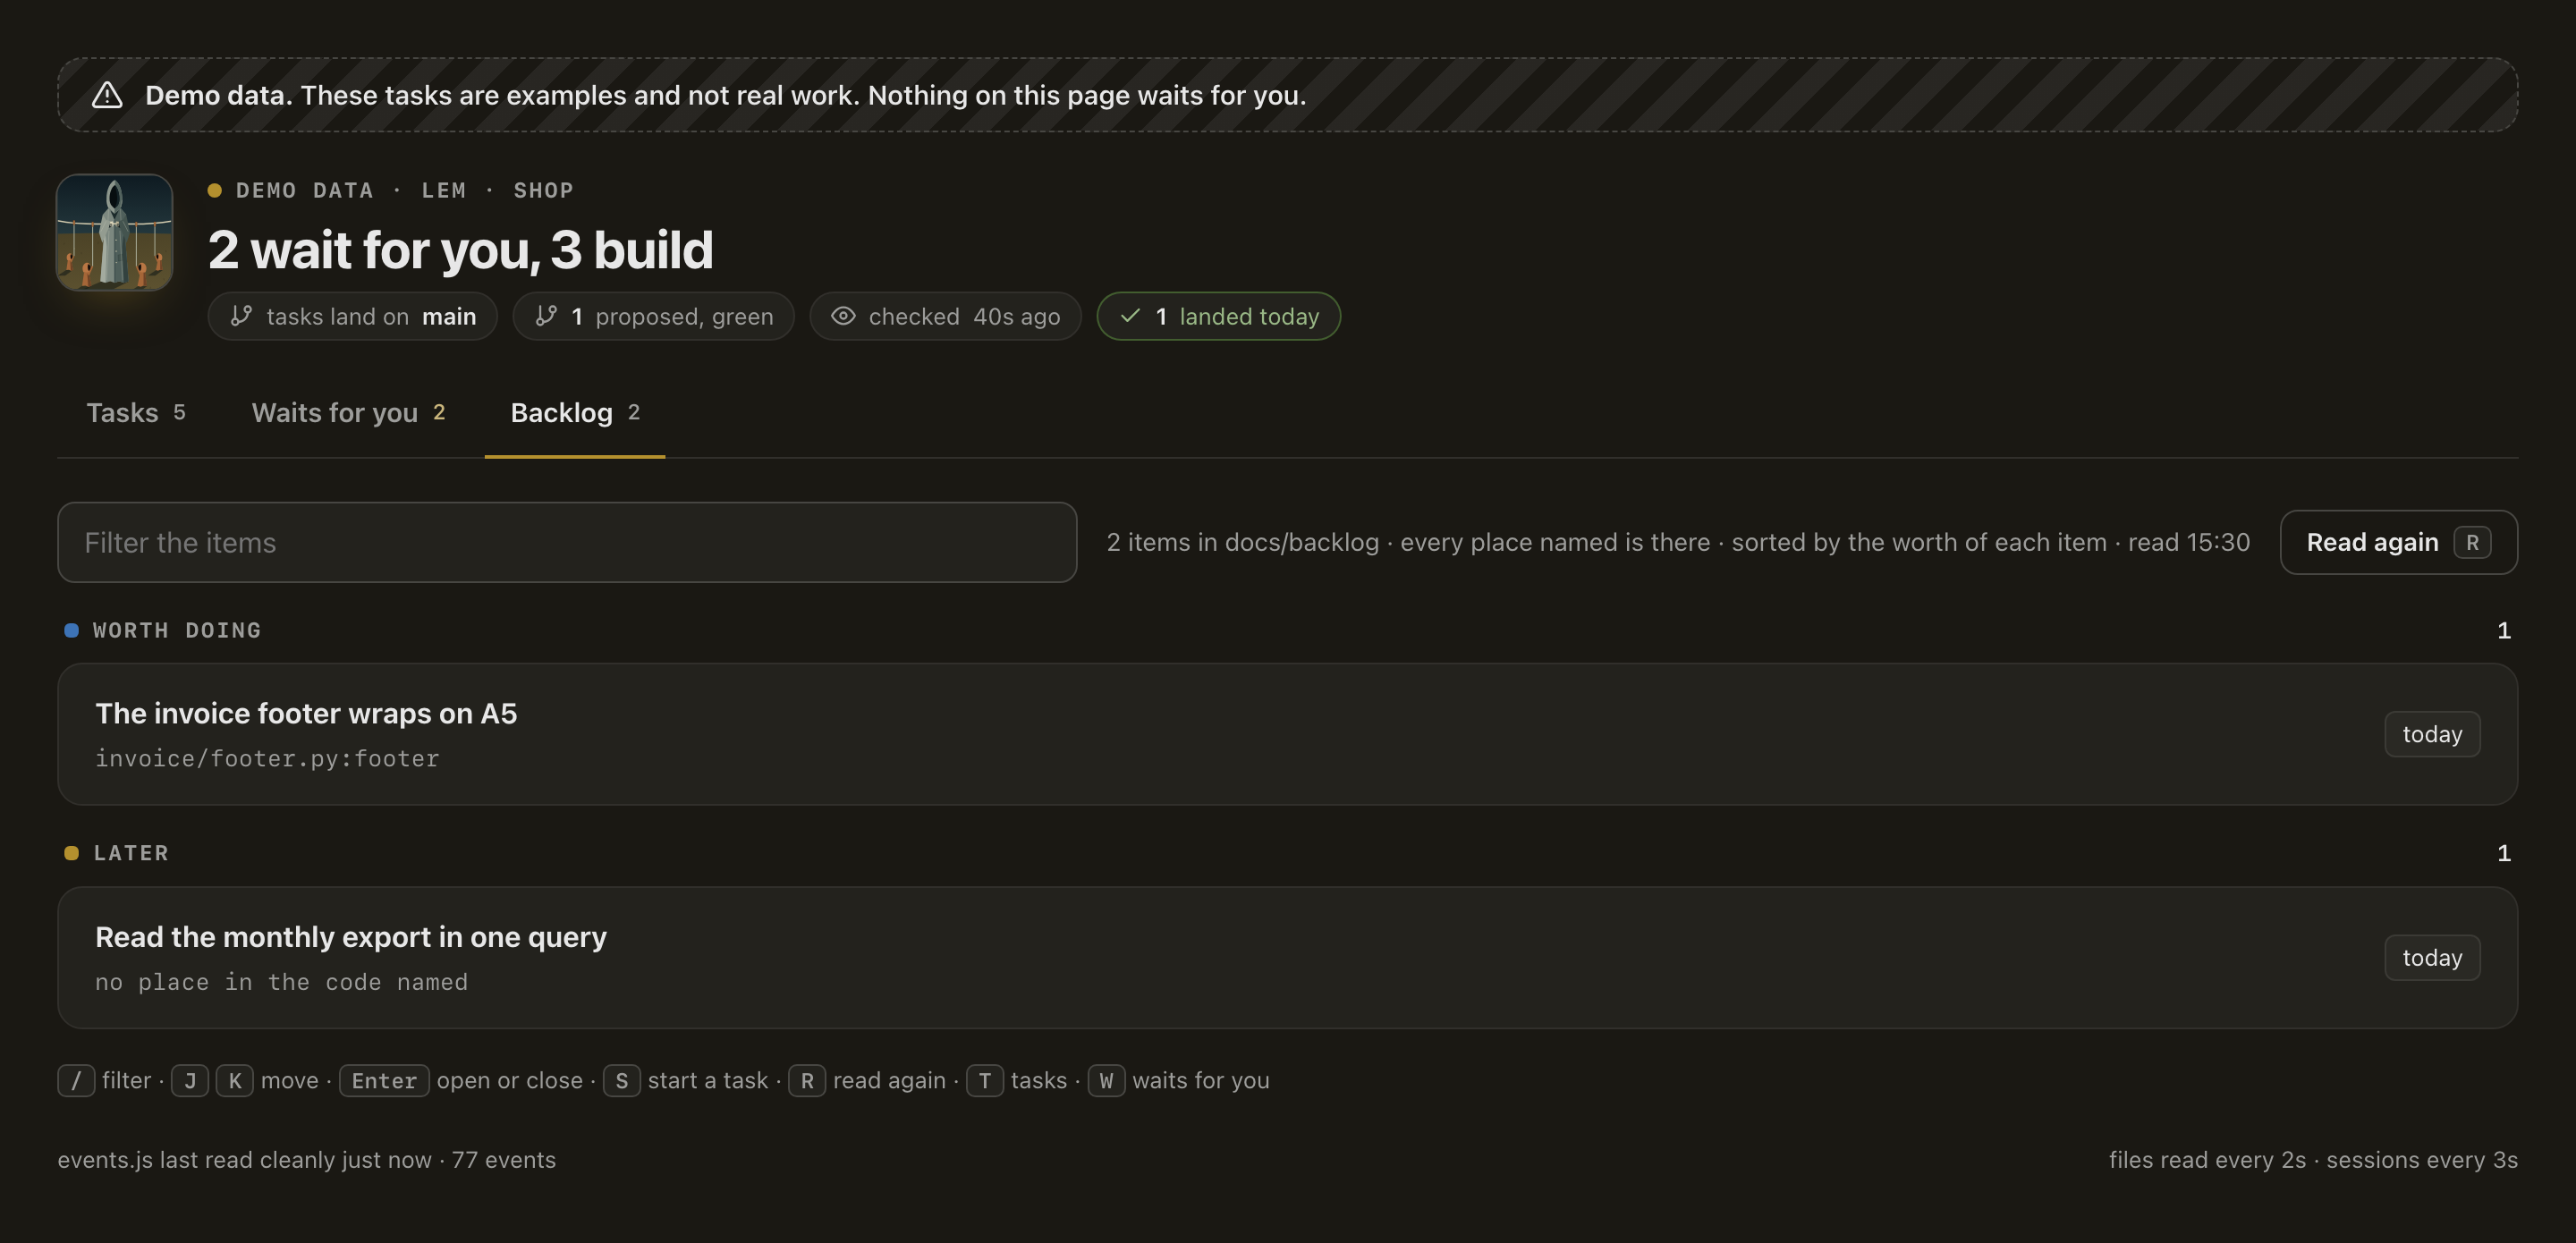 Demo data. These tasks are examples and not real work. Nothing on this page waits for you.
DEMO DATA · LEM · SHOP
2 wait for you, 3 build
tasks land on main 1 proposed, green checked 40s ago 1 landed today
Tasks 5 Waits for you 2 Backlog 2
Filter the items 2 items in docs/backlog · every place named is there · sorted by the worth of each item · read 15:30 Read again R
WORTH DOING 1
The invoice footer wraps on A5
invoice/footer.py:footer
today
LATER 1
Read the monthly export in one query
no place in the code named
today
/ filter · J K move · Enter open or close · S start a task · R read again · T tasks · W waits for you
events.js last read cleanly just now · 77 events files read every 2s · sessions every 3s